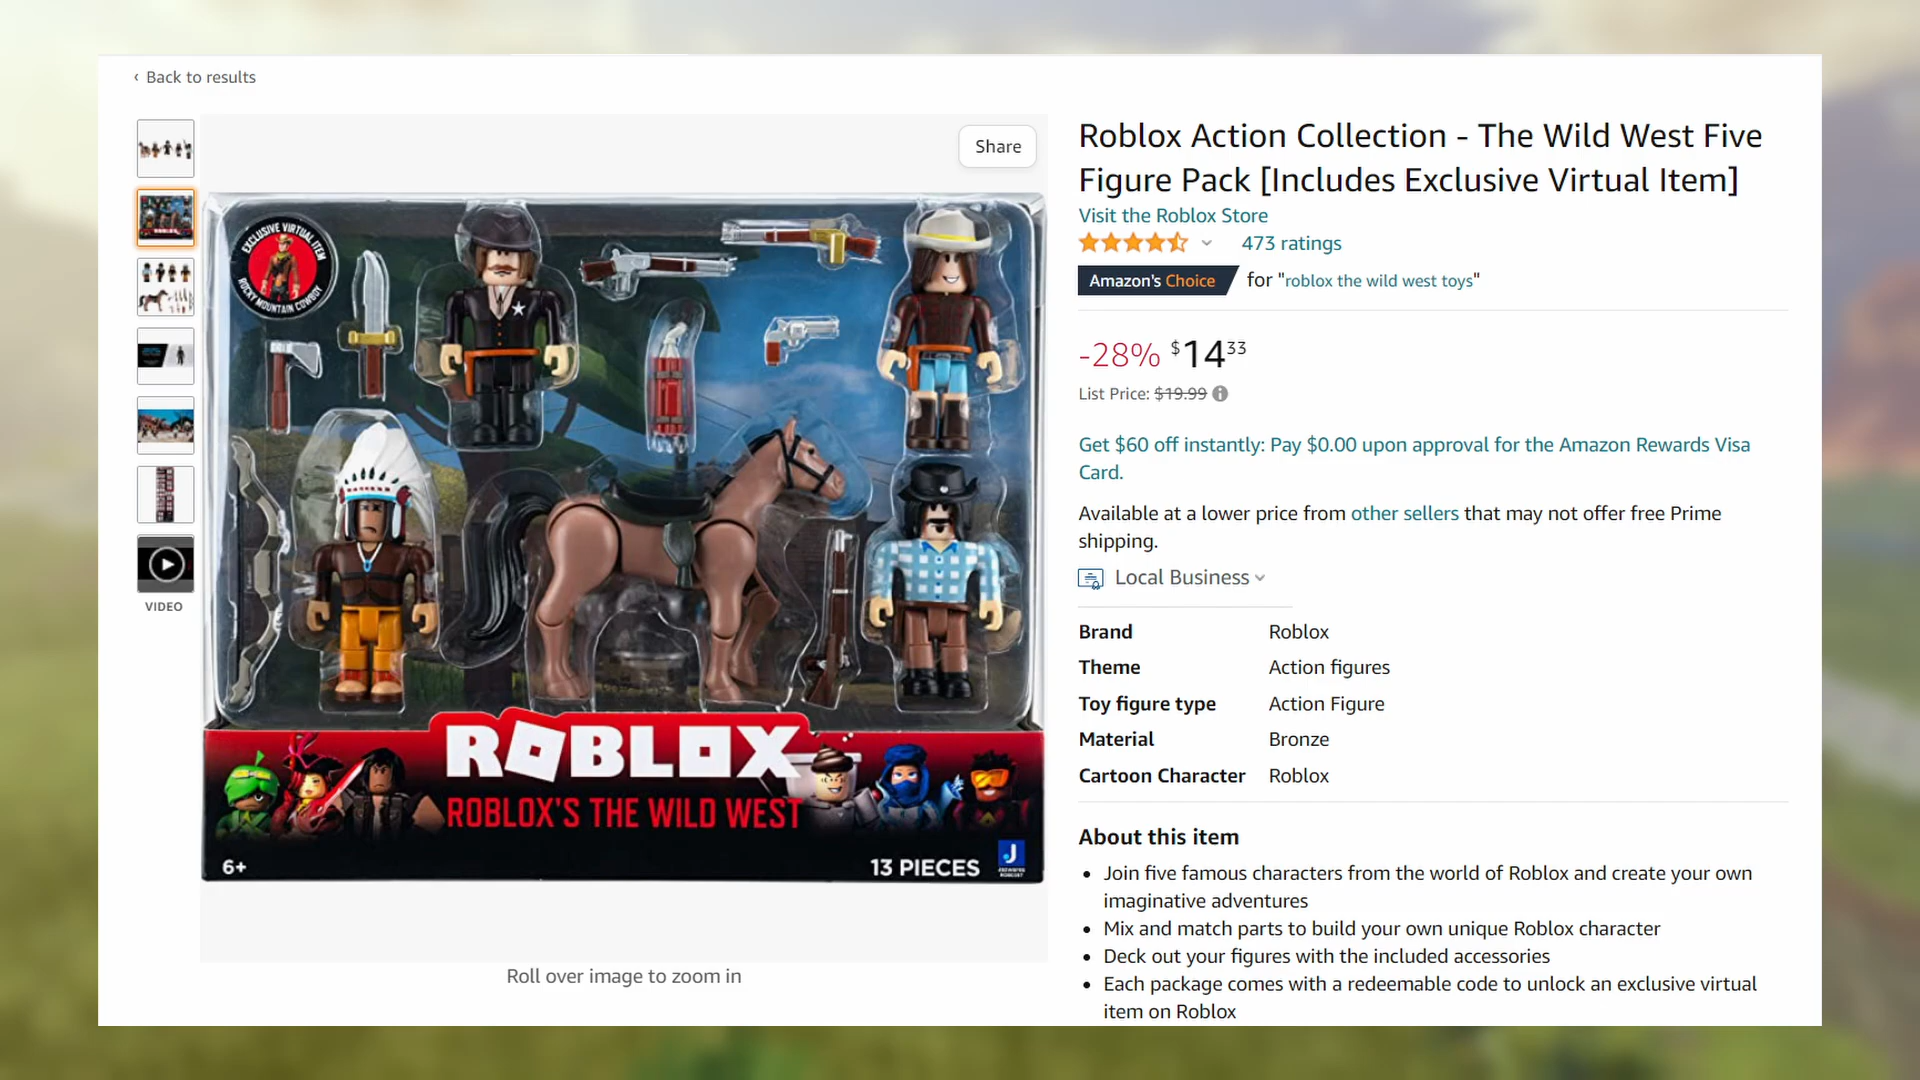 ‹ Back to results
Share
VIDEO
EXCLUSIVE VIRTUAL ITEM
ROCKY MOUNTAIN COWBOY
ROBLOX
ROBLOX'S THE WILD WEST
6+
13 PIECES
J
Roll over image to zoom in
Roblox Action Collection - The Wild West Five
Figure Pack [Includes Exclusive Virtual Item]
Visit the Roblox Store
473 ratings
Amazon's Choice for "roblox the wild west toys"
-28% $14 33
List Price: $19.99
Get $60 off instantly: Pay $0.00 upon approval for the Amazon Rewards Visa
Card.
Available at a lower price from other sellers that may not offer free Prime
shipping.
Local Business
Brand Roblox
Theme Action figures
Toy figure type Action Figure
Material Bronze
Cartoon Character Roblox
About this item
• Join five famous characters from the world of Roblox and create your own
imaginative adventures
• Mix and match parts to build your own unique Roblox character
• Deck out your figures with the included accessories
• Each package comes with a redeemable code to unlock an exclusive virtual
item on Roblox